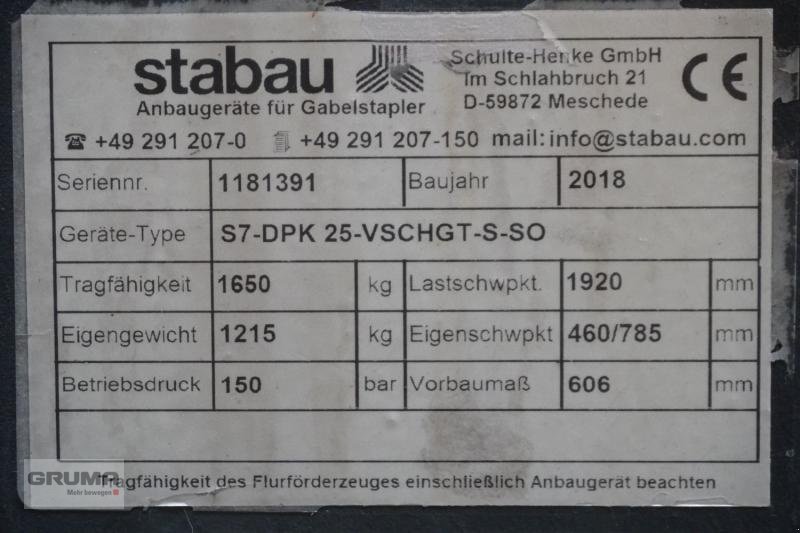 stabau
Anbaugeräte für Gabelstapler
Schulte-Henke GmbH
Im Schlahbruch 21
D-59872 Meschede
CE
☎ +49 291 207-0 +49 291 207-150 mail: info@stabau.com
Seriennr. 1181391 Baujahr 2018
Geräte-Type S7-DPK 25-VSCHGT-S-SO
Tragfähigkeit 1650 kg Lastschwpkt. 1920 mm
Eigengewicht 1215 kg Eigenschwpkt 460/785 mm
Betriebsdruck 150 bar Vorbaumaß 606 mm
Tragfähigkeit des Flurförderzeuges einschließlich Anbaugerät beachten
GRUMA
Mehr bewegen